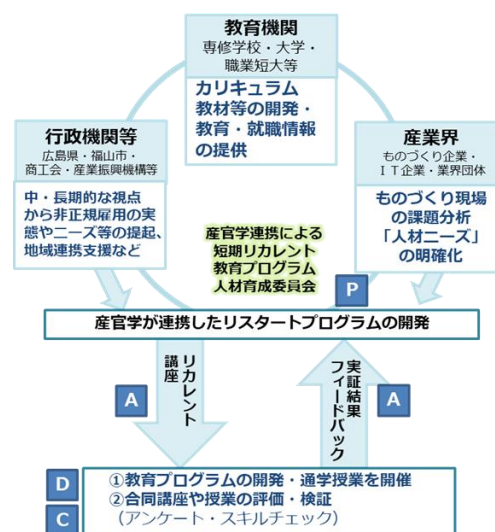 教育機関
専修学校・大学・
職業短大等
カリキュラム
教材等の開発・
教育・就職情報
の提供
行政機関等
広島県・福山市・
商工会・産業振興機構等
中・長期的な視点
から非正規雇用の実
態やニーズ等の提起、
地域連携支援など
産業界
ものづくり企業・
ＩＴ企業・業界団体
ものづくり現場
の課題分析
「人材ニーズ」
の明確化
産官学連携による
短期リカレント
教育プログラム
人材育成委員会
P
産官学が連携したリスタートプログラムの開発
リカレント
講座
A
実証結果
フィードバック
A
D
①教育プログラムの開発・通学授業を開催
②合同講座や授業の評価・検証
C
（アンケート・スキルチェック）